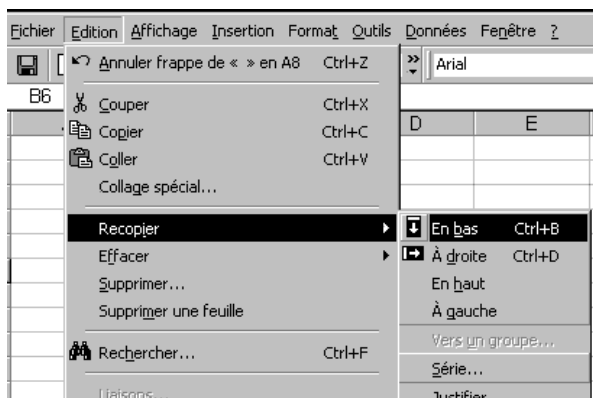 Fichier Edition Affichage Insertion Format Outils Données Fenêtre ?
Arial
B6
D E
Annuler frappe de « » en A8 Ctrl+Z
Couper Ctrl+X
Copier Ctrl+C
Coller Ctrl+V
Collage spécial...
Recopier
Effacer
Supprimer...
Supprimer une feuille
Rechercher... Ctrl+F
Liaisons...
En bas Ctrl+B
À droite Ctrl+D
En haut
À gauche
Vers un groupe...
Série...
Justifier